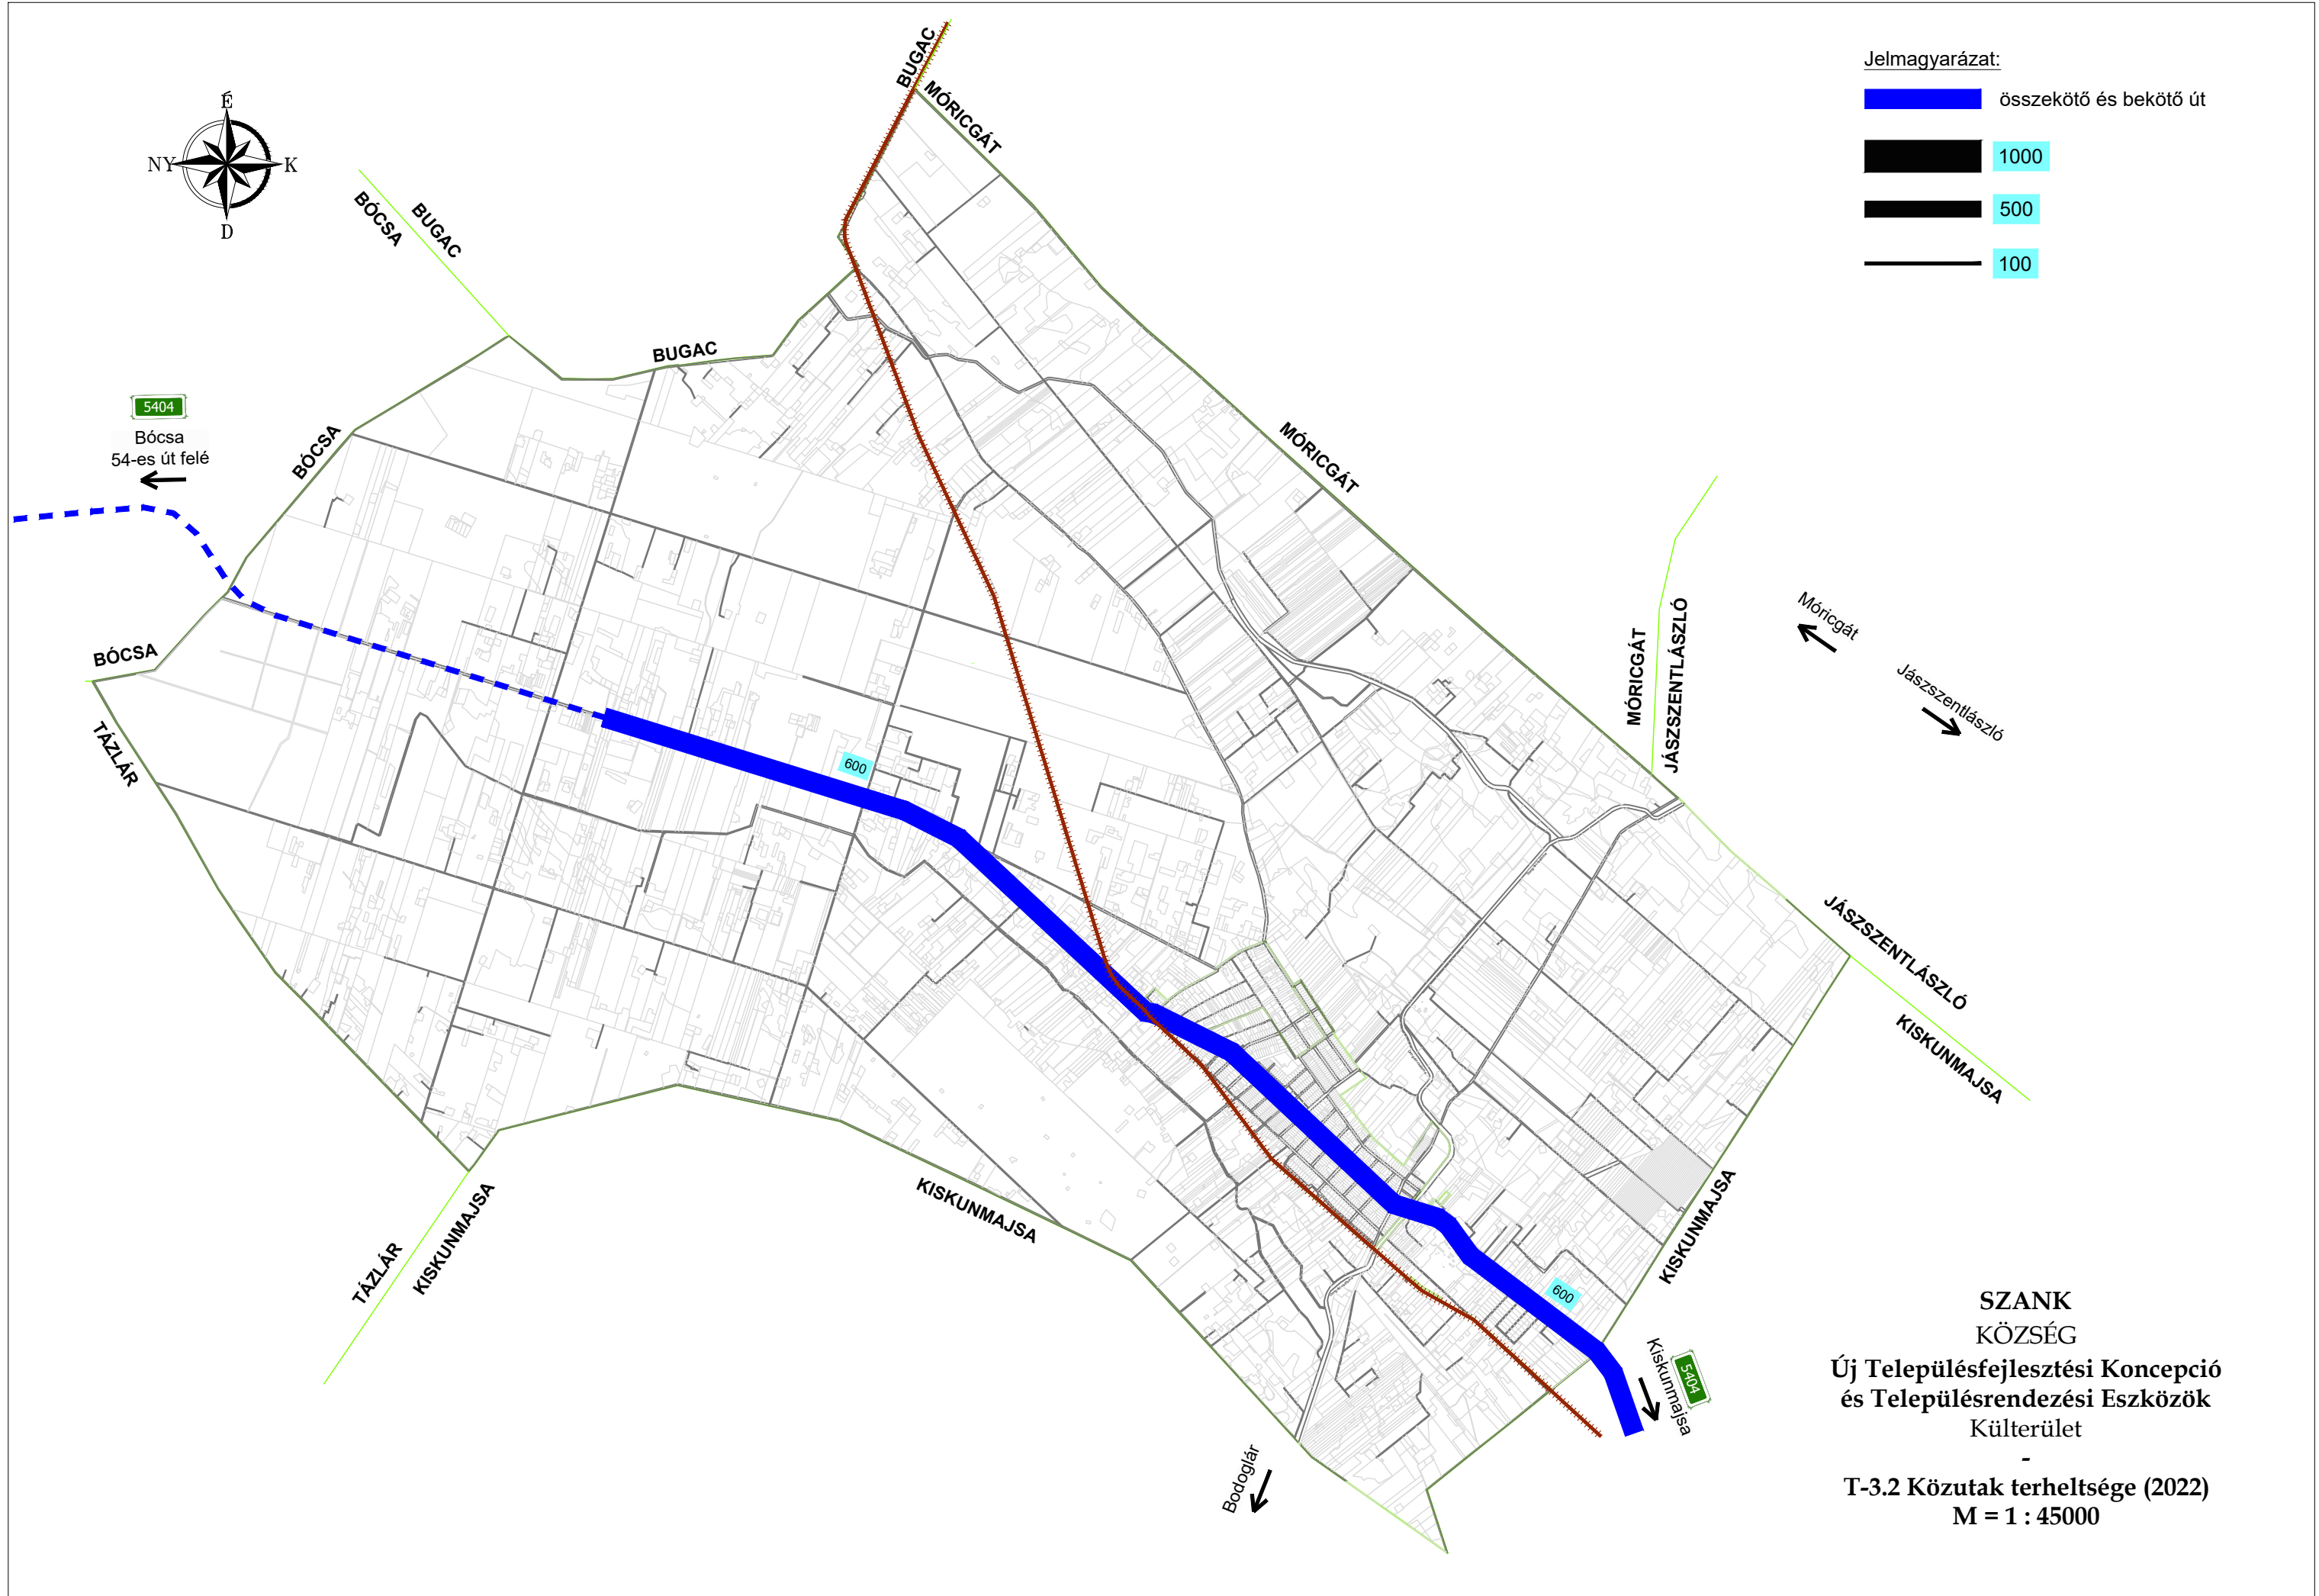 É
NY
K
D
BUGAC
MÓRICGÁT
BÓCSA
BUGAC
BUGAC
5404
Bócsa
54-es út felé
BÓCSA
BÓCSA
TÁZLÁR
MÓRICGÁT
MÓRICGÁT
JÁSZSZENTLÁSZLÓ
Móricgát
Jászszentlászló
600
JÁSZSZENTLÁSZLÓ
KISKUNMAJSA
KISKUNMAJSA
TÁZLÁR
KISKUNMAJSA
KISKUNMAJSA
600
Kiskunmajsa
5404
Bodoglár
Jelmagyarázat:
összekötő és bekötő út
1000
500
100
SZANK
KÖZSÉG
Új Településfejlesztési Koncepció
és Településrendezési Eszközök
Külterület
-
T-3.2 Közutak terheltsége (2022)
M = 1 : 45000